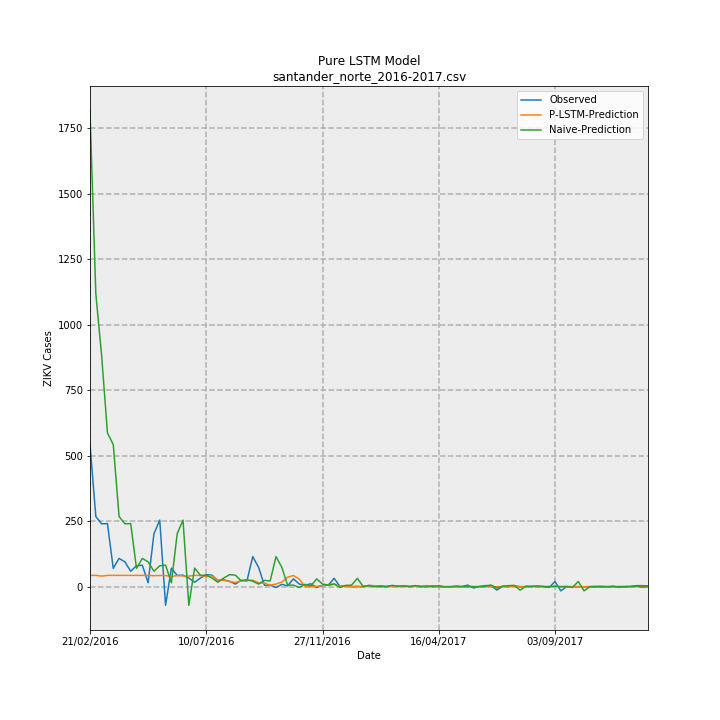 Pure LSTM Model
santander_norte_2016-2017.csv
Observed
P-LSTM-Prediction
Naive-Prediction
ZIKV Cases
1750
1500
1250
1000
750
500
250
0
21/02/2016
10/07/2016
27/11/2016
16/04/2017
03/09/2017
Date